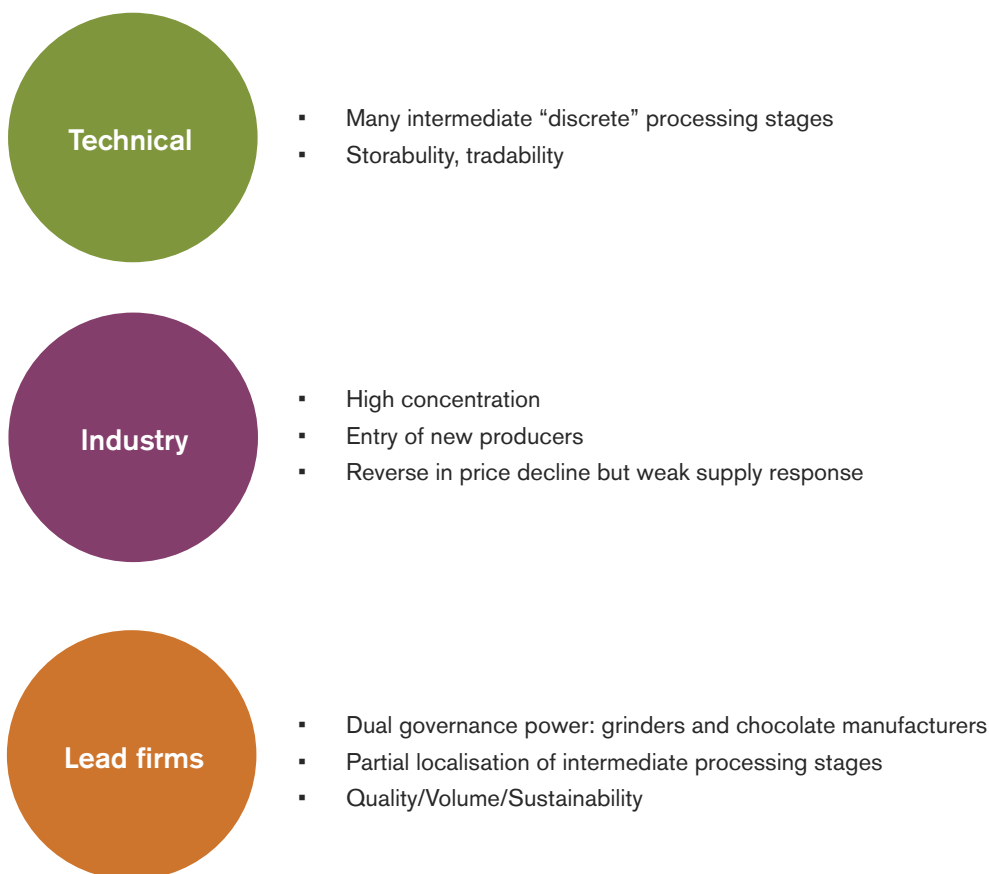 Technical
▪ Many intermediate “discrete” processing stages
▪ Storabulity, tradability
Industry
▪ High concentration
▪ Entry of new producers
▪ Reverse in price decline but weak supply response
Lead firms
▪ Dual governance power: grinders and chocolate manufacturers
▪ Partial localisation of intermediate processing stages
▪ Quality/Volume/Sustainability